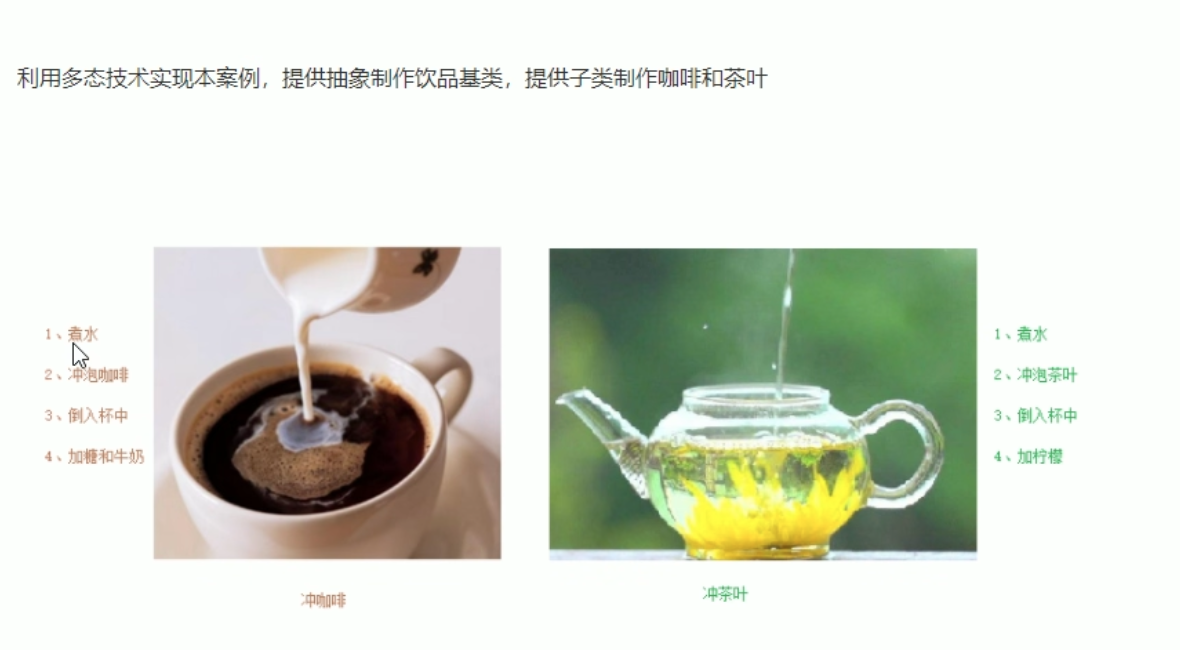 利用多态技术实现本案例，提供抽象制作饮品基类，提供子类制作咖啡和茶叶
1、煮水
2、冲泡咖啡
3、倒入杯中
4、加糖和牛奶
冲咖啡
1、煮水
2、冲泡茶叶
3、倒入杯中
4、加柠檬
冲茶叶